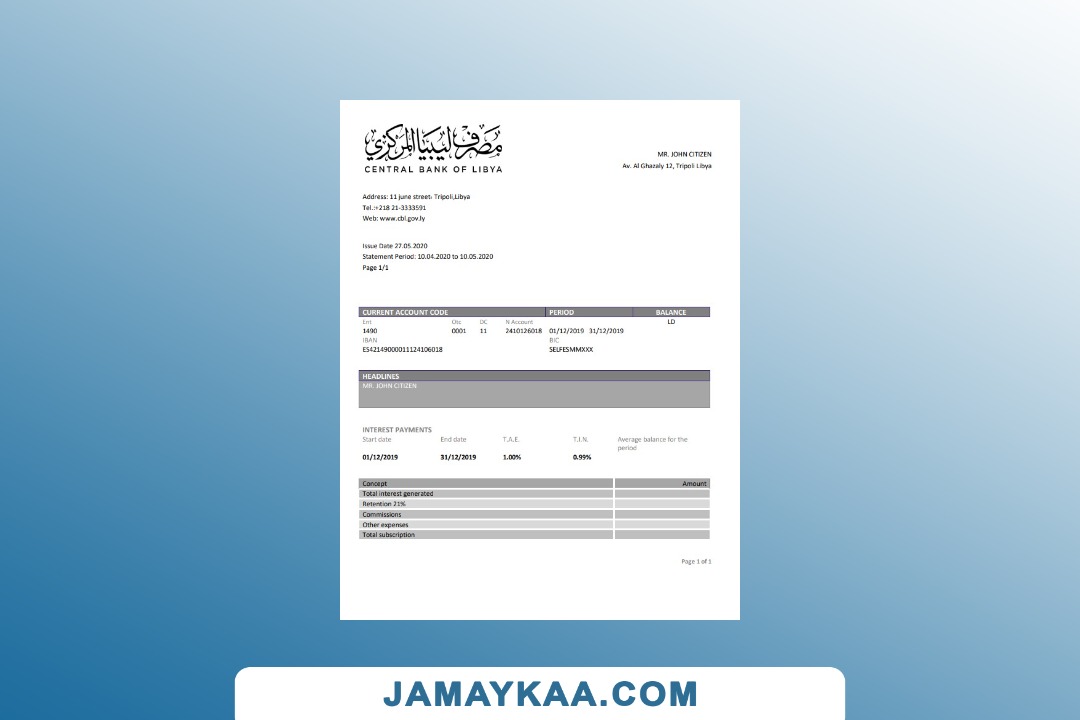 مصرف ليبيا المركزي
CENTRAL BANK OF LIBYA
MR. JOHN CITIZEN
Av. Al Ghazaly 12, Tripoli Libya
Address: 11 june street، Tripoli,Libya
Tel.:+218 21-3333591
Web: www.cbl.gov.ly
Issue Date 27.05.2020
Statement Period: 10.04.2020 to 10.05.2020
Page 1/1
CURRENT ACCOUNT CODE PERIOD BALANCE
Ent Ofic DC N Account LD
1490 0001 11 2410126018 01/12/2019 31/12/2019
IBAN BIC
ES42149000011124106018 SELFESMMXXX
HEADLINES
MR. JOHN CITIZEN
INTEREST PAYMENTS
Start date End date T.A.E. T.I.N. Average balance for the
period
01/12/2019 31/12/2019 1.00% 0.99%
Concept Amount
Total interest generated
Retention 21%
Commissions
Other expenses
Total subscription
Page 1 of 1
JAMAYKAA.COM